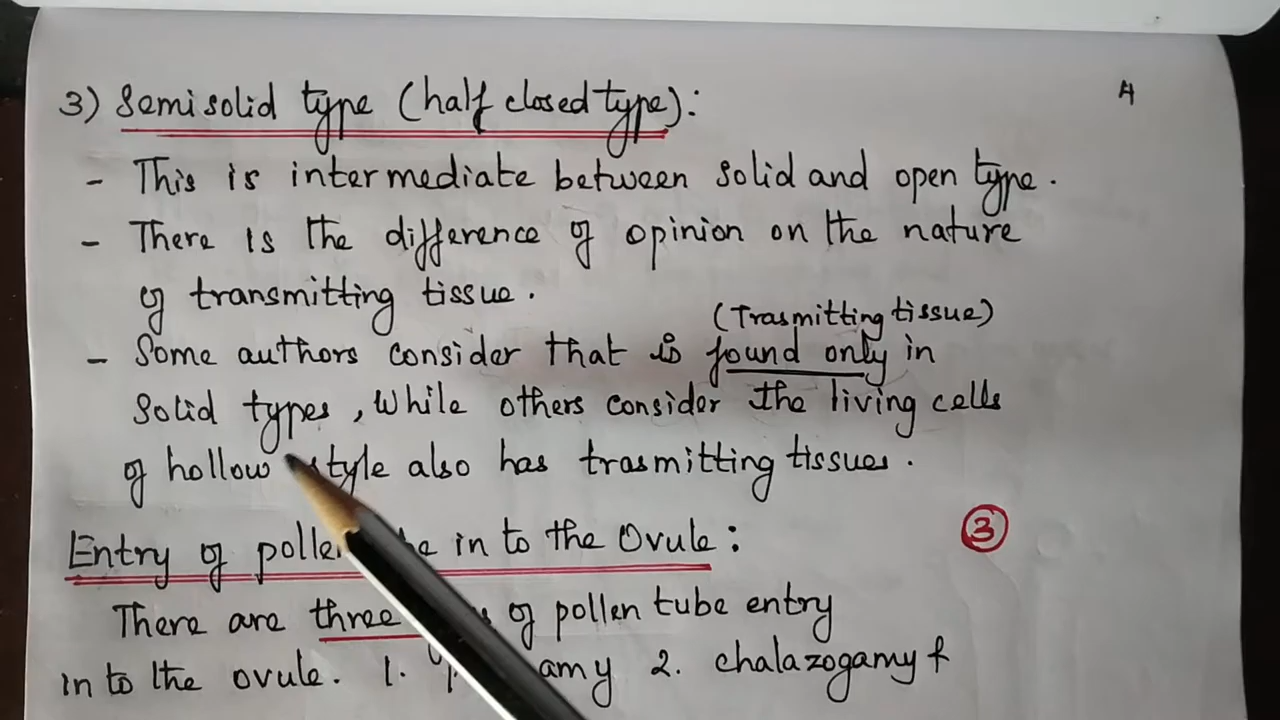 3) Semisolid type (half closed type): 4
- This is intermediate between solid and open type.
- There is the difference of opinion on the nature
of transmitting tissue.
(Trasmitting tissue)
- Some authors consider that is found only in
Solid types, While others consider the living cells
of hollow style also has trasmitting tissues.
Entry of pollen in to the Ovule: 3
There are three of pollen tube entry
in to the ovule. 1. 2. chalazogamy &